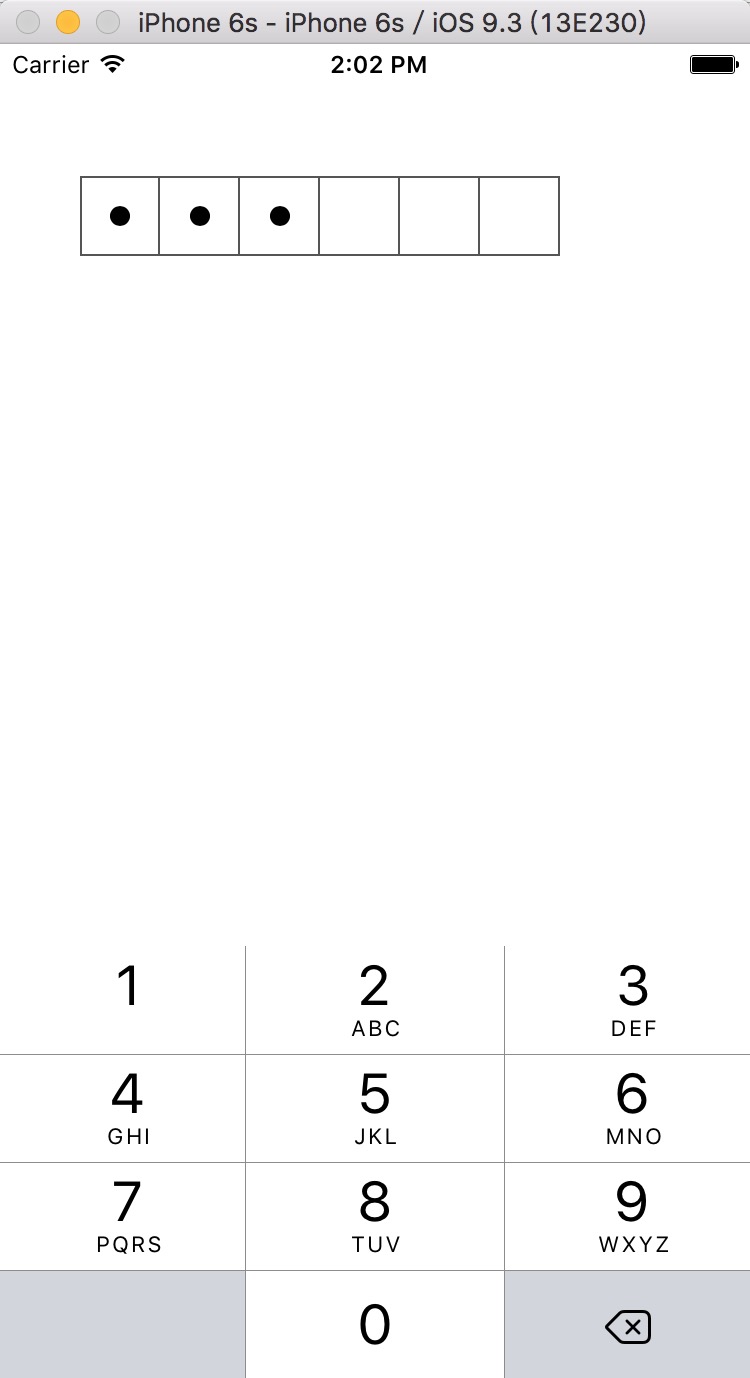 iPhone 6s - iPhone 6s / iOS 9.3 (13E230)
Carrier 2:02 PM
1 2 3
ABC DEF
4 5 6
GHI JKL MNO
7 8 9
PQRS TUV WXYZ
0